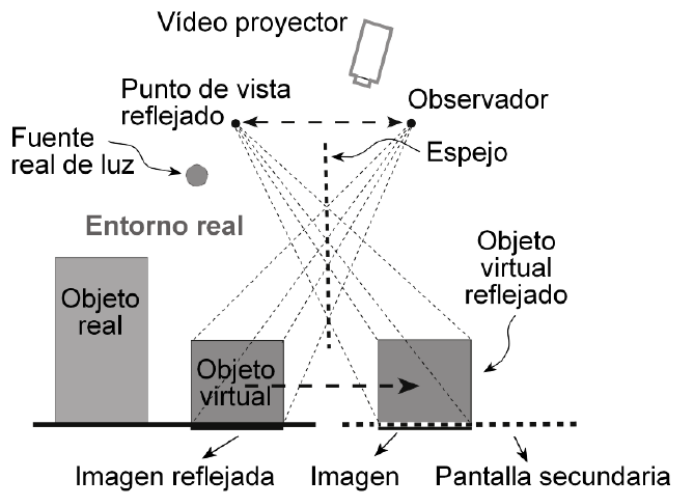 Vídeo proyector
Punto de vista
reflejado
Observador
Fuente
real de luz
Espejo
Entorno real
Objeto
virtual
reflejado
Objeto
real
Objeto
virtual
Imagen reflejada
Imagen
Pantalla secundaria